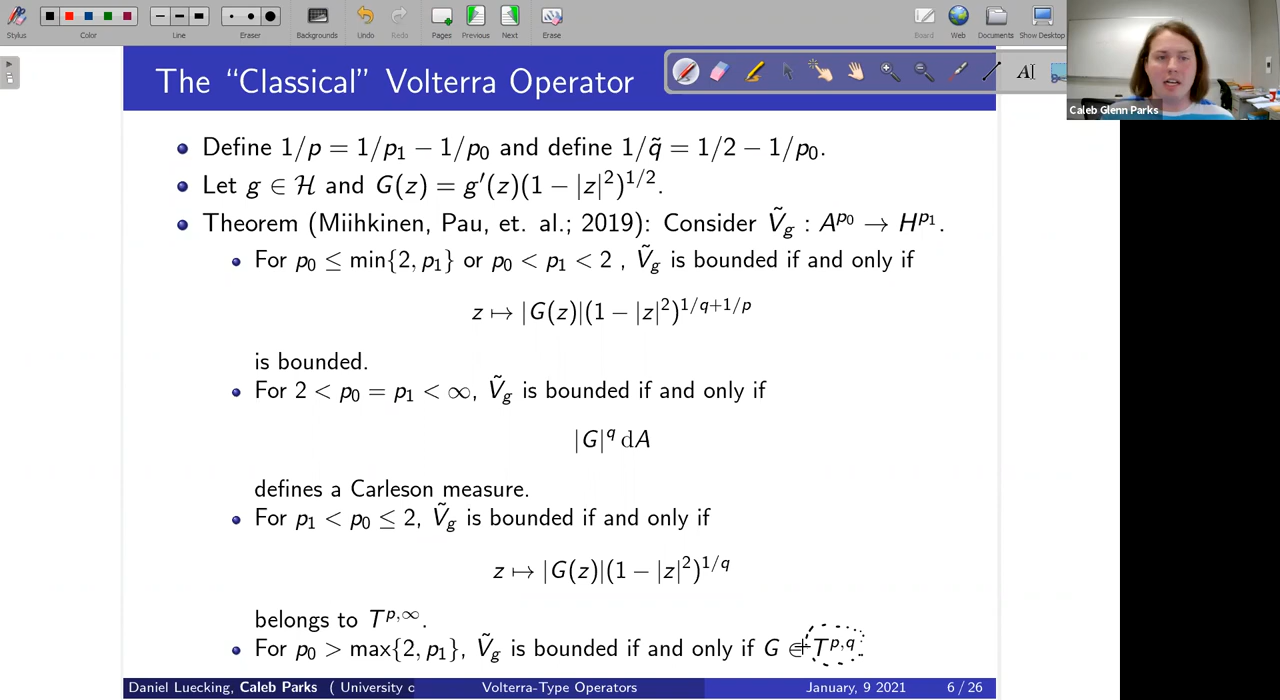 Stylus Color Line Eraser Backgrounds Undo Redo Pages Previous Next Erase Board Web Documents Show Desktop
The “Classical” Volterra Operator
Caleb Glenn Parks
Define 1/p = 1/p₁ − 1/p₀ and define 1/q̃ = 1/2 − 1/p₀.
Let g ∈ ℋ and G(z) = g′(z)(1 − |z|²)^{1/2}.
Theorem (Miihkinen, Pau, et. al.; 2019): Consider Ṽ_g : A^{p₀} → H^{p₁}.
For p₀ ≤ min{2, p₁} or p₀ < p₁ < 2 , Ṽ_g is bounded if and only if
z ↦ |G(z)|(1 − |z|²)^{1/q+1/p}
is bounded.
For 2 < p₀ = p₁ < ∞, Ṽ_g is bounded if and only if
|G|^q dA
defines a Carleson measure.
For p₁ < p₀ ≤ 2, Ṽ_g is bounded if and only if
z ↦ |G(z)|(1 − |z|²)^{1/q}
belongs to T^{p,∞}.
For p₀ > max{2, p₁}, Ṽ_g is bounded if and only if G ∈ T^{p,q}.
Daniel Luecking, Caleb Parks ( University o Volterra-Type Operators January, 9 2021 6 / 26